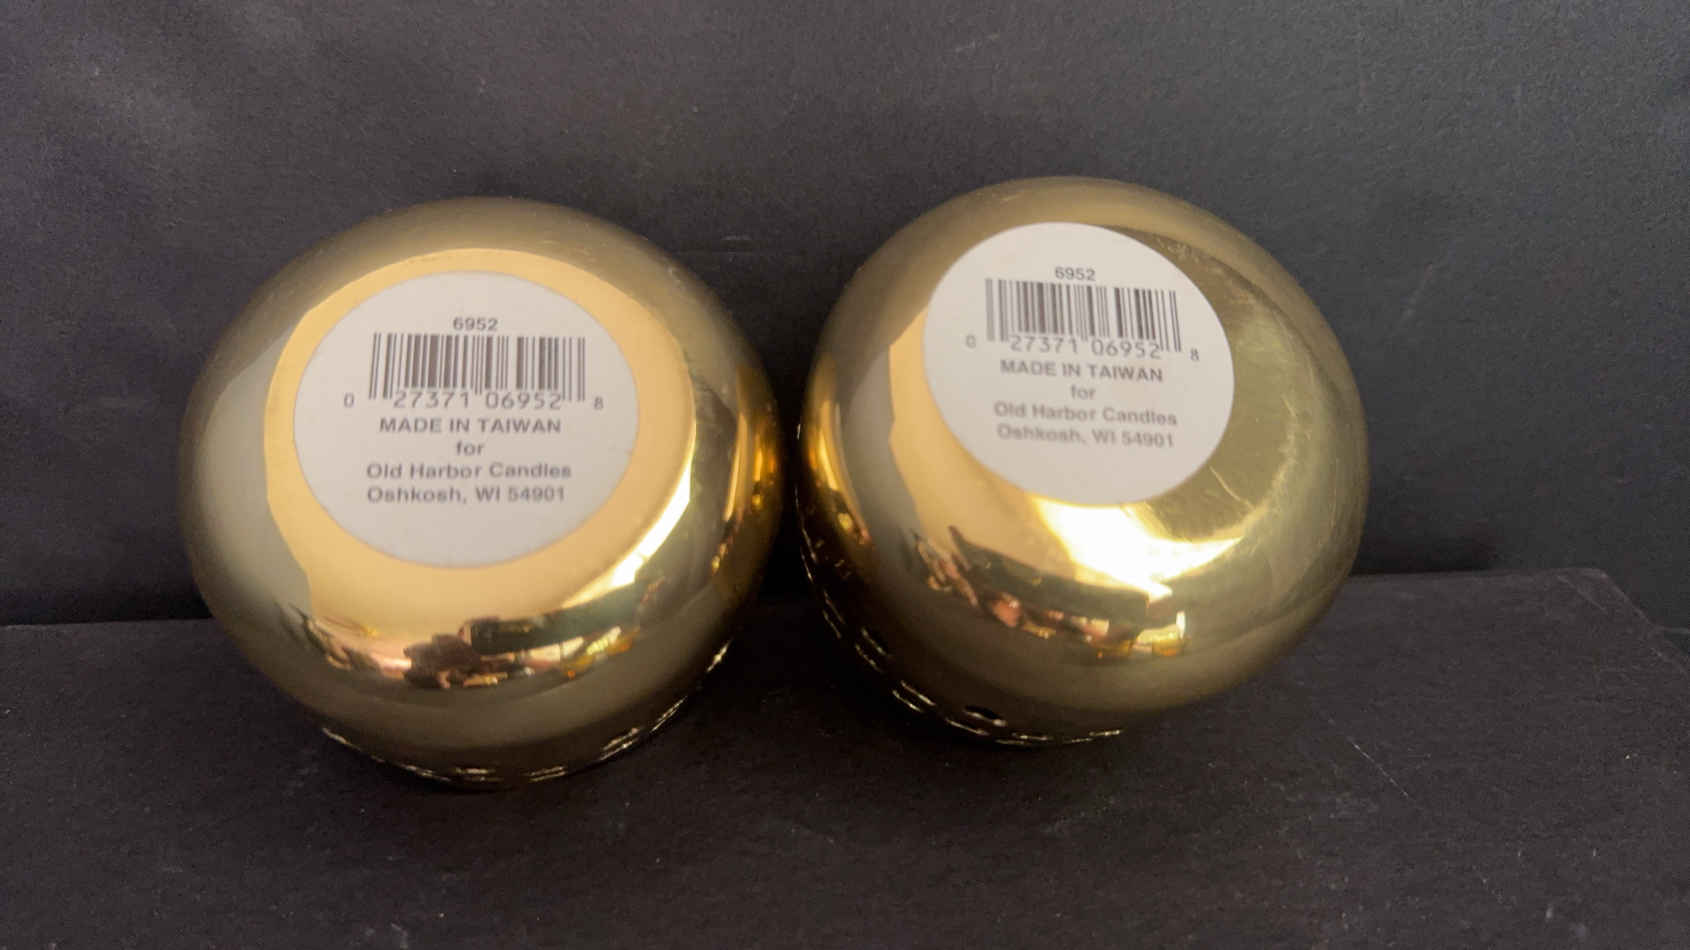 6952
0 27371 06952 8
MADE IN TAIWAN
for
Old Harbor Candles
Oshkosh, WI 54901
6952
0 27371 06952 8
MADE IN TAIWAN
for
Old Harbor Candles
Oshkosh, WI 54901